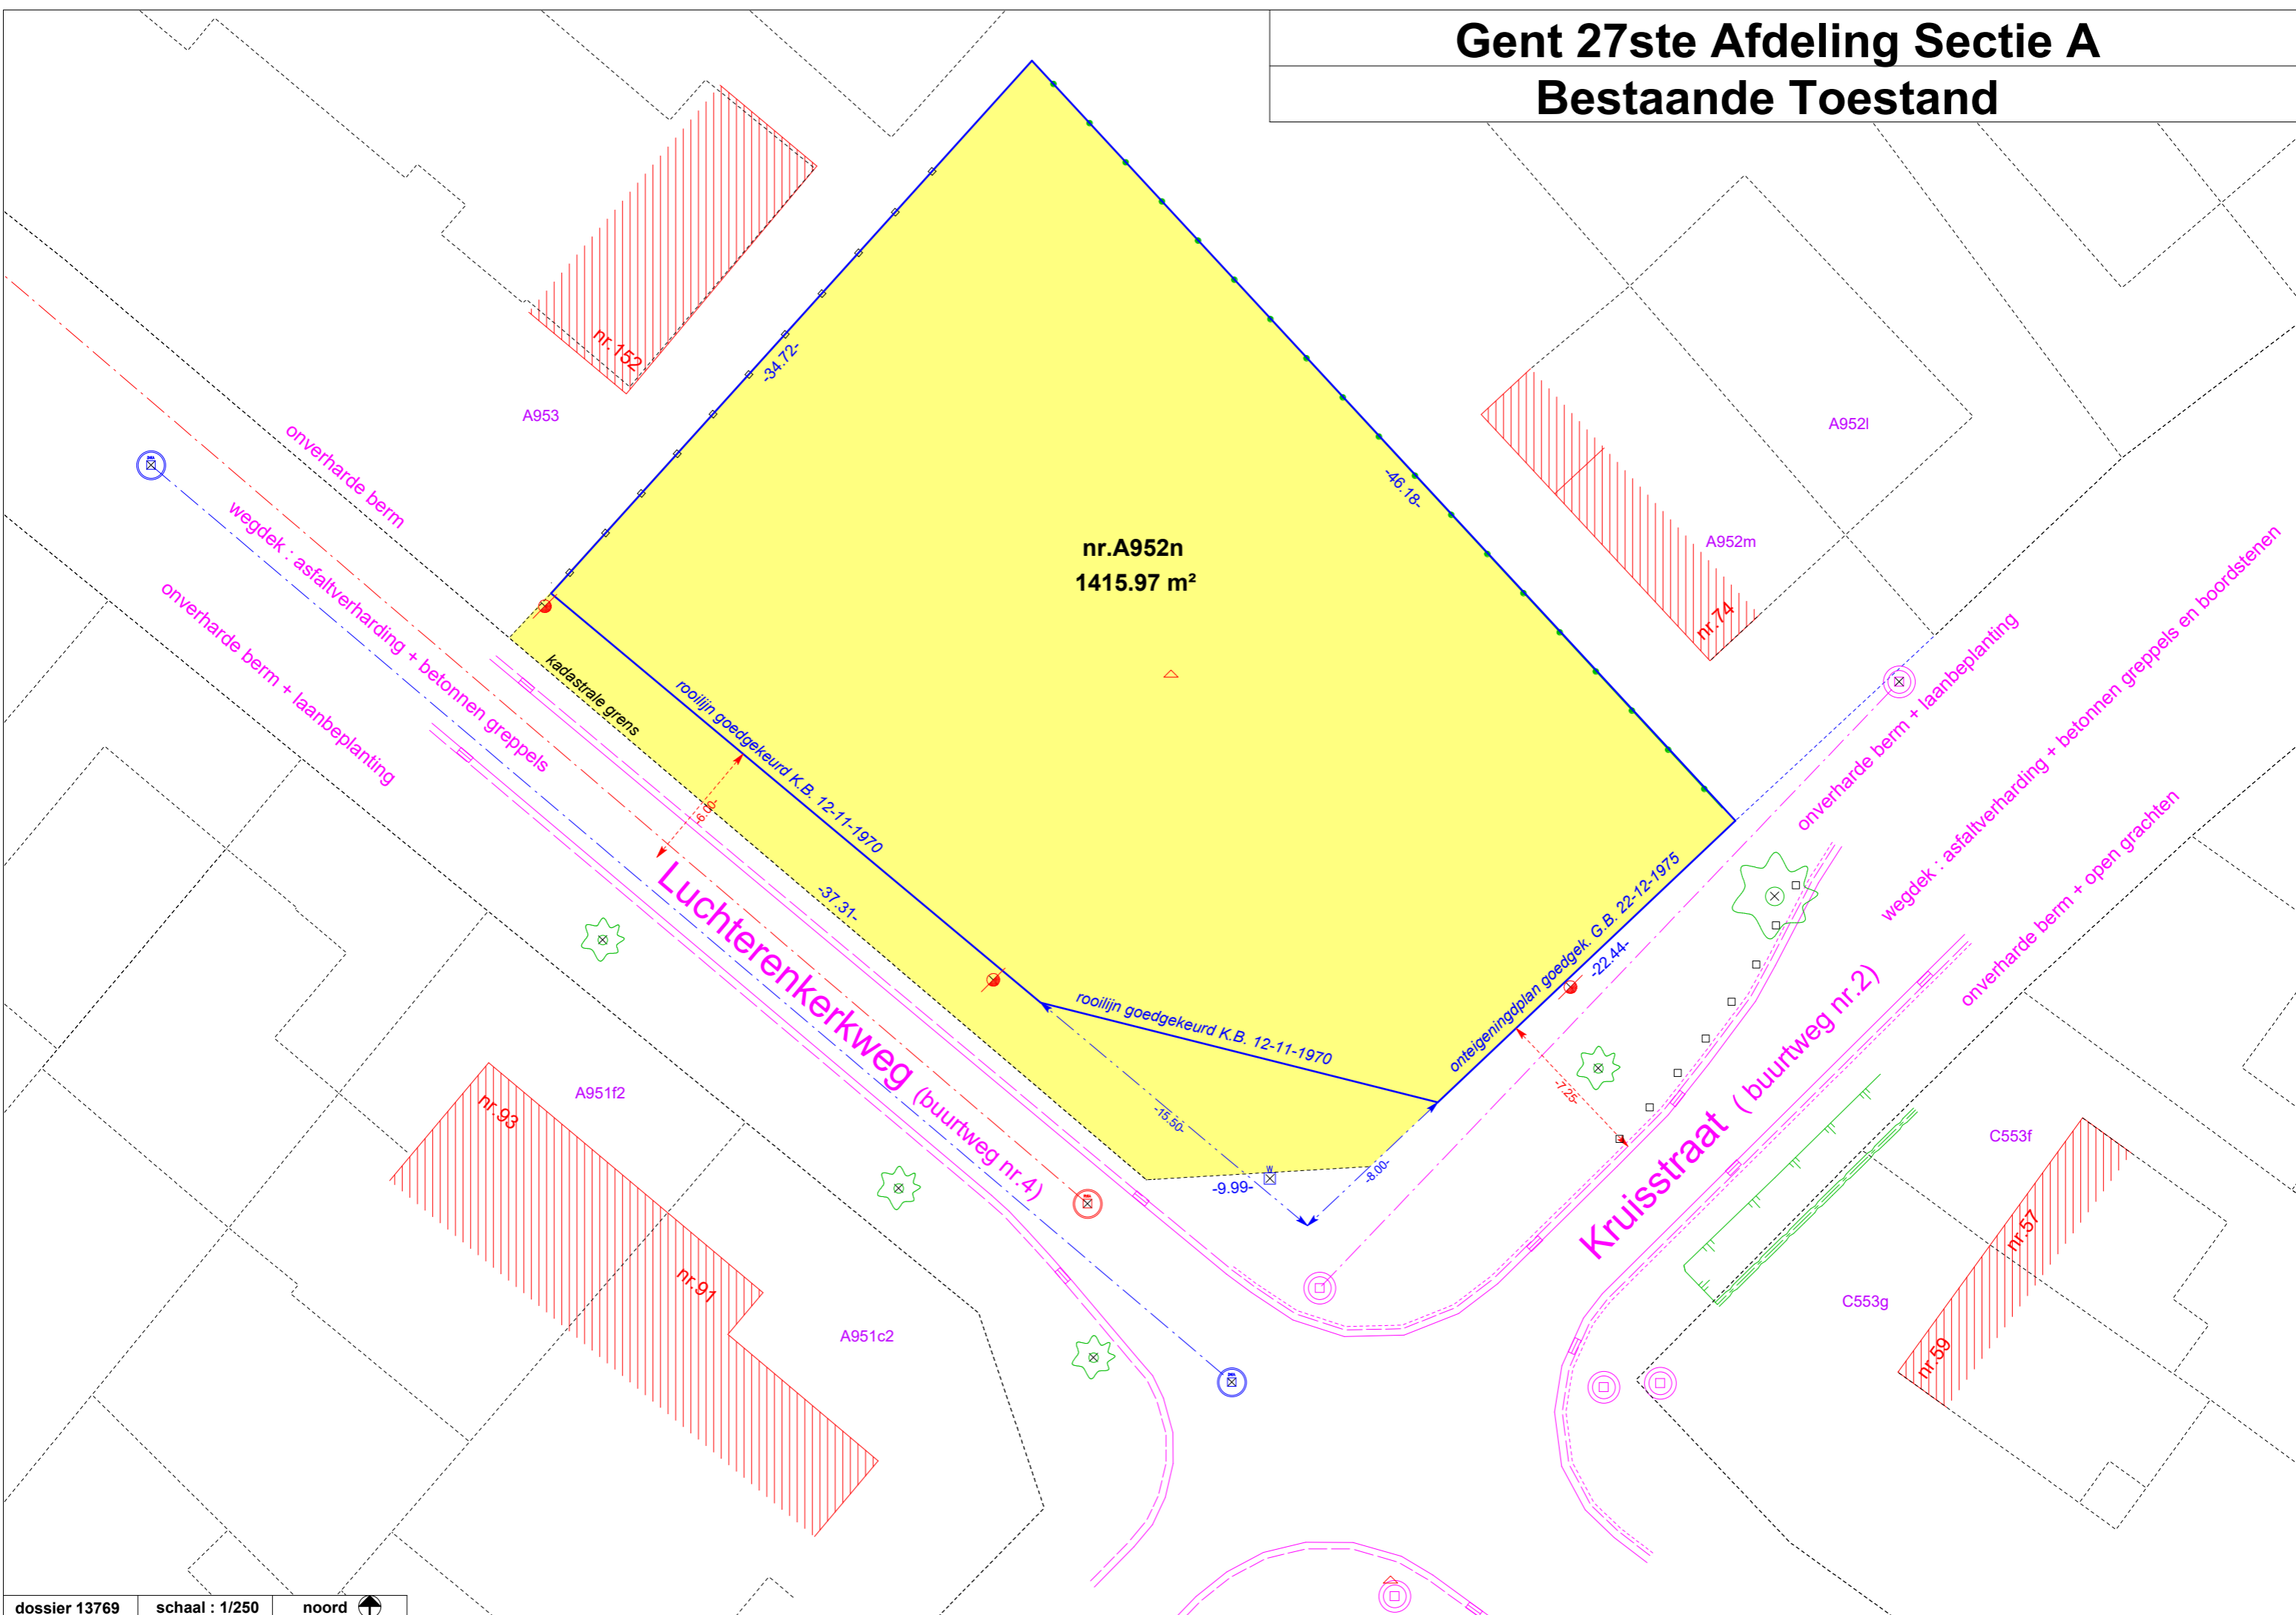 Gent 27ste Afdeling Sectie A
Bestaande Toestand
nr.152
A953
-34.72-
onverharde berm
wegdek : asfaltverharding + betonnen greppels
onverharde berm + laanbeplanting
kadastrale grens
rooilijn goedgekeurd K.B. 12-11-1970
-6.00-
-37.31-
nr.A952n
1415.97 m²
-46.18-
A952l
A952m
nr.74
onverharde berm + laanbeplanting
wegdek : asfaltverharding + betonnen greppels en boordstenen
onverharde berm + open grachten
Luchterenkerkweg (buurtweg nr.4)
rooilijn goedgekeurd K.B. 12-11-1970
onteigeningdplan goedgek. G.B. 22-12-1975
-22.44-
-7.25-
-15.50-
-8.00-
W
-9.99-
Kruisstraat (buurtweg nr.2)
A951f2
nr.93
nr.91
A951c2
C553f
nr.57
C553g
nr.59
dossier 13769
schaal : 1/250
noord